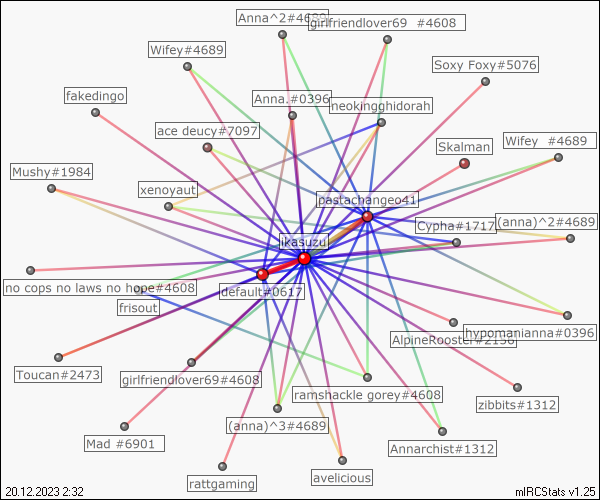 Anna^2#4689
girlfriendlover69 #4608
Wifey#4689
Soxy Foxy#5076
fakedingo
Anna.#0396
neokingghidorah
ace deucy#7097
Skalman
Wifey #4689
Mushy#1984
xenoyaut
pastachangeo41
Cypha#1717
(anna)^2#4689
ikasuzu
no cops no laws no hope#4608
default#0617
frisout
AlpineRooster#2156
hypomanianna#0396
Toucan#2473
girlfriendlover69#4608
ramshackle gorey#4608
zibbits#1312
Mad #6901
(anna)^3#4689
Annarchist#1312
rattgaming
avelicious
20.12.2023 2:32
mIRCStats v1.25